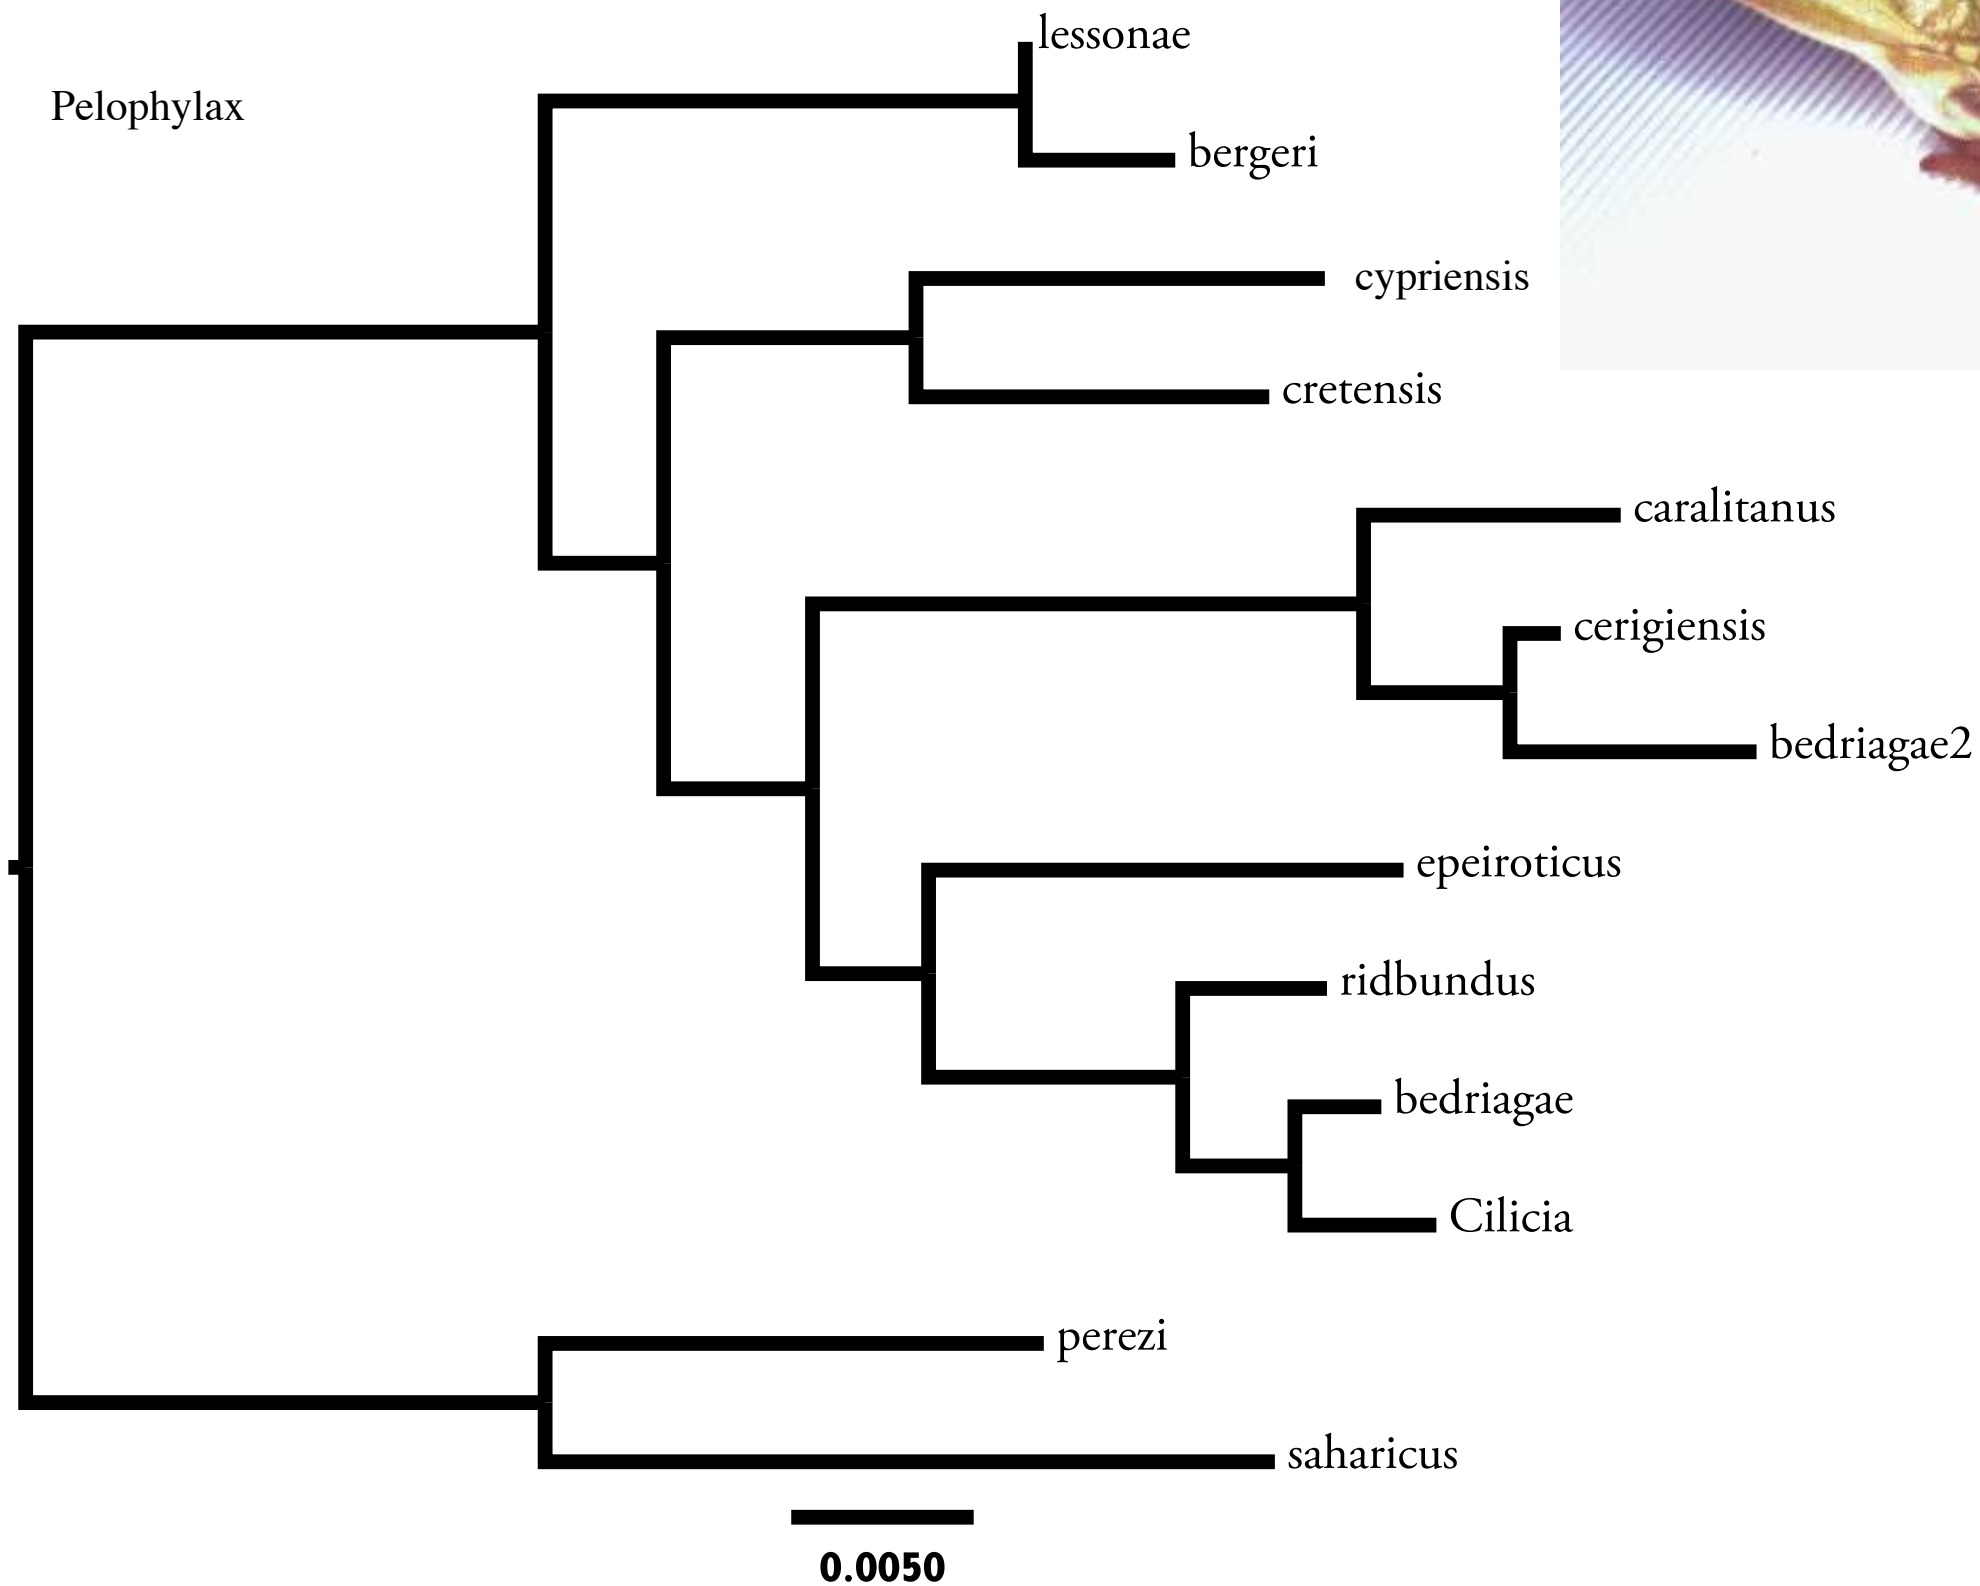 lessonae
Pelophylax
bergeri
cypriensis
cretensis
caralitanus
cerigiensis
bedriagae2
epeiroticus
ridbundus
bedriagae
Cilicia
perezi
saharicus
0.0050